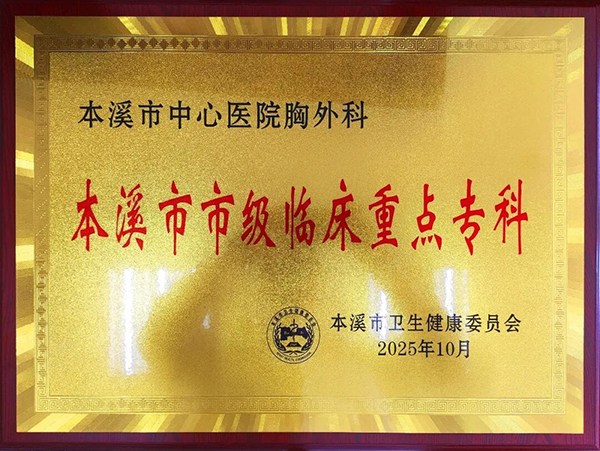 本溪市中心医院胸外科
本溪市市级临床重点专科
本溪市卫生健康委员会
2025年10月